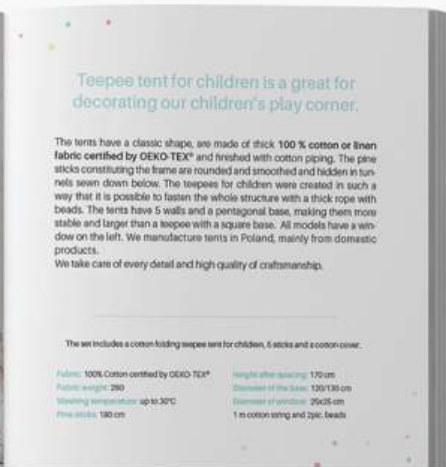 Teepee tent for children is a great for
decorating our children's play corner.
The tents have a classic shape, are made of thick 100 % cotton or linen
fabric certified by OEKO-TEX® and finished with cotton piping. The pine
sticks constituting the frame are rounded and smoothed and hidden in tun-
nels sewn down below. The teepees for children were created in such a
way that it is possible to fasten the whole structure with a thick rope with
beads. The tents have 5 walls and a pentagonal base, making them more
stable and larger than a teepee with a square base. All models have a win-
dow on the left. We manufacture tents in Poland, mainly from domestic
products.
We take care of every detail and high quality of craftsmanship.
The set includes a cotton folding teepee tent for children, 5 sticks and a cotton cover.
Fabric: 100% Cotton certified by OEKO-TEX®
Fabric weight: 260
Washing temperature: up to 30°C
Pine sticks: 180 cm
Height after spacing: 170 cm
Diameter of the base: 120/130 cm
Diameter of window: 25x25 cm
1 m cotton string and 2pic. beads